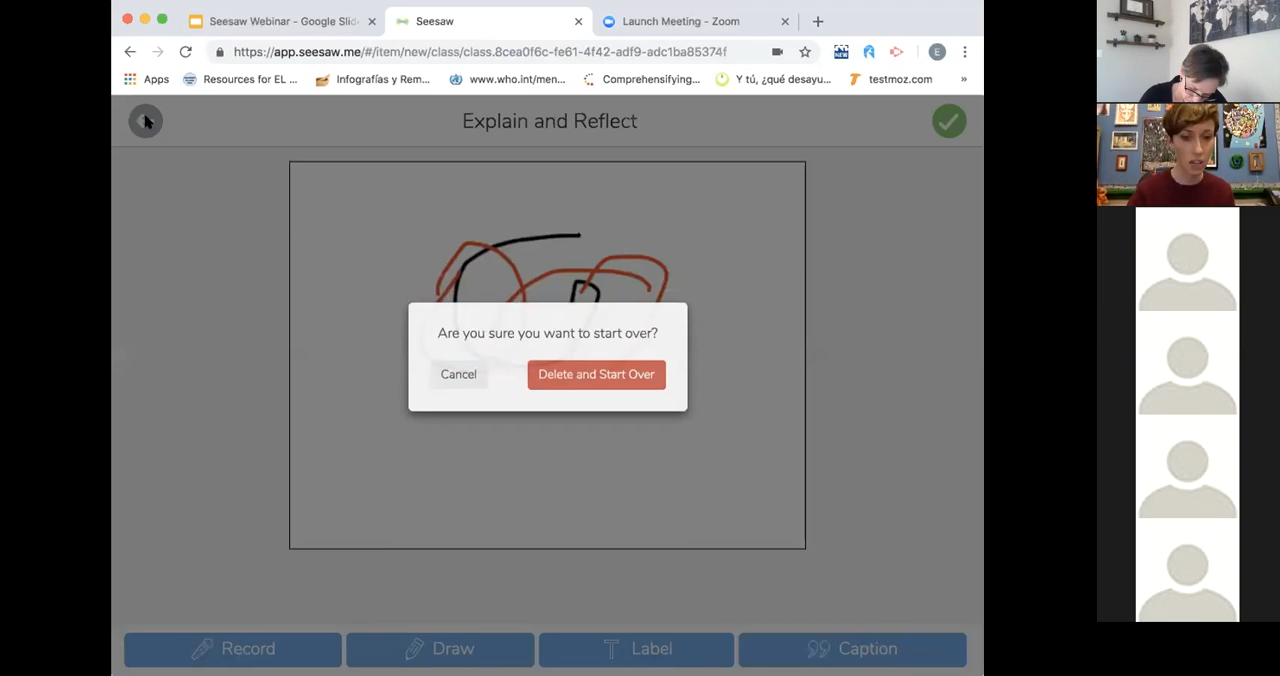 Seesaw Webinar - Google Slid
Seesaw
Launch Meeting - Zoom
https://app.seesaw.me/#/item/new/class/class.8cea0f6c-fe61-4f42-adf9-adc1ba85374f
NEW
E
Apps
Resources for EL ...
Infografías y Rem...
www.who.int/men...
Comprehensifying...
Y tú, ¿qué desayu...
testmoz.com
»
Explain and Reflect
Are you sure you want to start over?
Cancel
Delete and Start Over
Record
Draw
Label
Caption